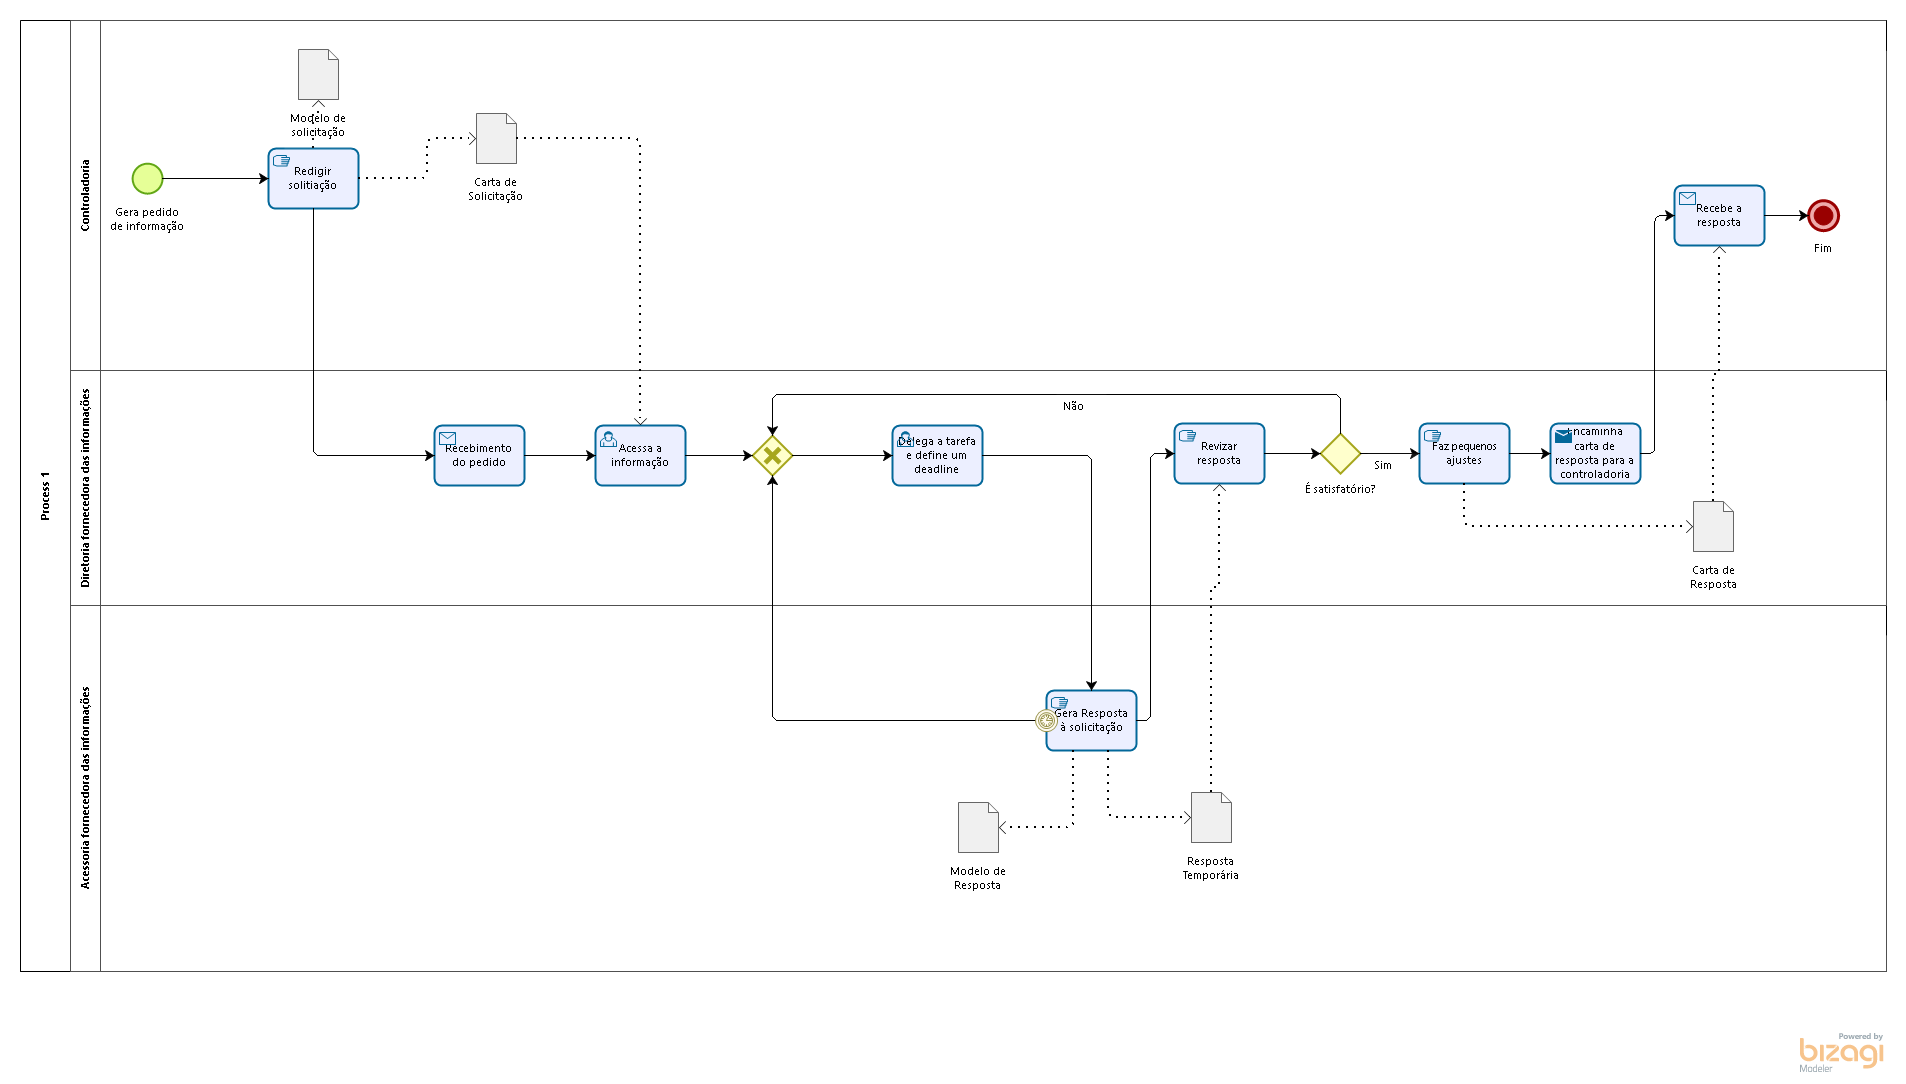 Process 1
Controladoria
Gera pedido
de informação
Modelo de
solicitação
Redigir
solitiação
Carta de
Solicitação
Recebe a
resposta
Fim
Diretoria fornecedora das informações
Recebimento
do pedido
Acessa a
informação
Não
Delega a tarefa
e define um
deadline
Revizar
resposta
É satisfatório?
Sim
Faz pequenos
ajustes
Encaminha
carta de
resposta para a
controladoria
Carta de
Resposta
Acessoria fornecedora das informações
Gera Resposta
à solicitação
Modelo de
Resposta
Resposta
Temporária
Powered by
bizagi
Modeler